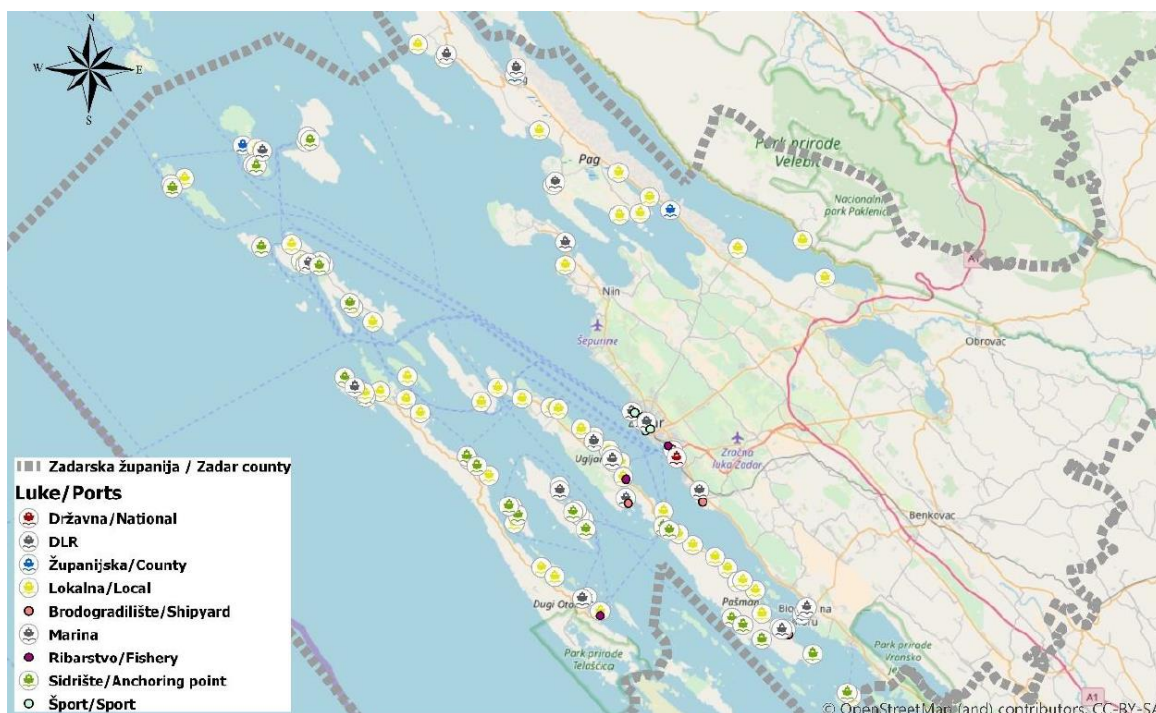 N
W
E
S
Pag
Park prirode
Velebit
Nacionalni
park Paklenica
A1
Nin
Šepurine
Obrovac
Zračna
luka Zadar
Ugljan
Benkovac
Dugi Oto
Pašman
Park prirode
Telašćica
Park prirode
Vransko
A1
Zadarska županija / Zadar county
Luke/Ports
Državna/National
DLR
Županijska/County
Lokalna/Local
Brodogradilište/Shipyard
Marina
Ribarstvo/Fishery
Sidrište/Anchoring point
Šport/Sport
© OpenStreetMap (and) contributors, CC-BY-SA